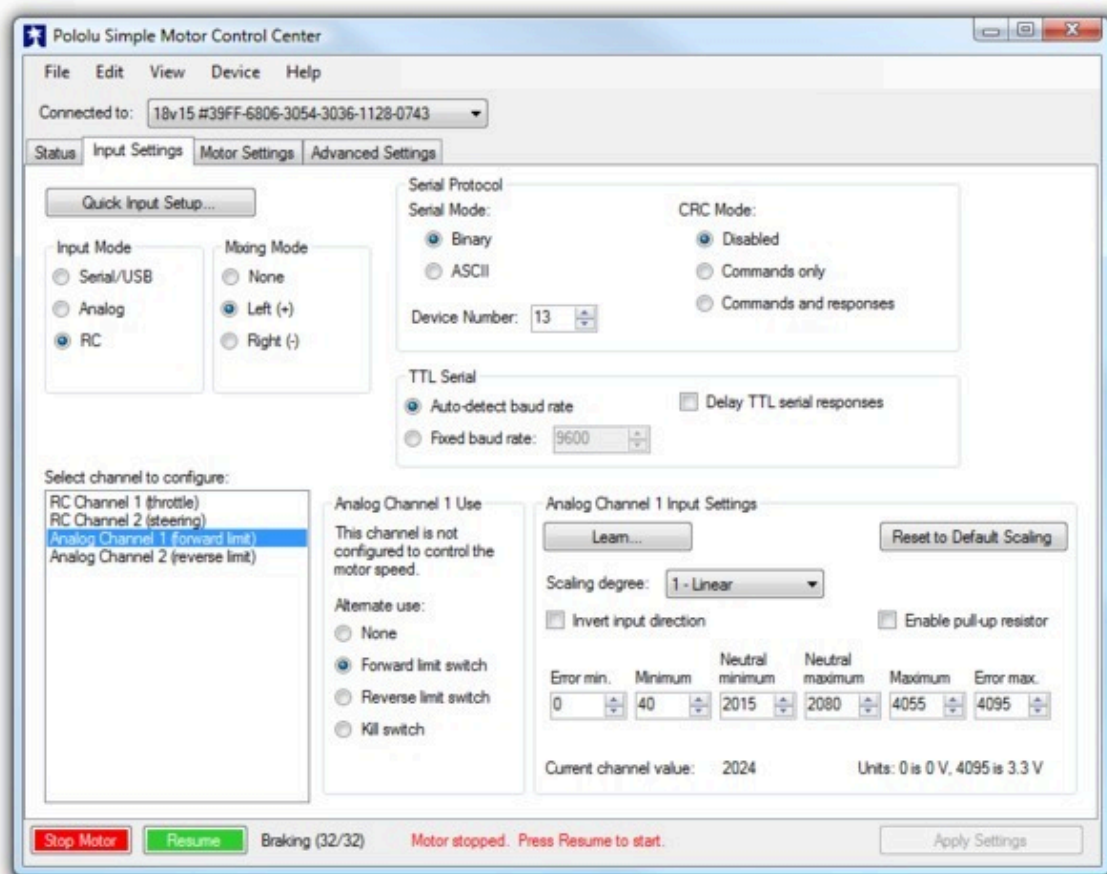 Pololu Simple Motor Control Center
File Edit View Device Help
Connected to: 18v15 #39FF-6806-3054-3036-1128-0743
Status Input Settings Motor Settings Advanced Settings
Quick Input Setup...
Input Mode
Serial/USB
Analog
RC
Mixing Mode
None
Left (+)
Right (-)
Serial Protocol
Serial Mode:
Binary
ASCII
CRC Mode:
Disabled
Commands only
Commands and responses
Device Number: 13
TTL Serial
Auto-detect baud rate
Delay TTL serial responses
Fixed baud rate: 9600
Select channel to configure:
RC Channel 1 (throttle)
RC Channel 2 (steering)
Analog Channel 1 (forward limit)
Analog Channel 2 (reverse limit)
Analog Channel 1 Use
This channel is not
configured to control the
motor speed.
Alternate use:
None
Forward limit switch
Reverse limit switch
Kill switch
Analog Channel 1 Input Settings
Learn...
Reset to Default Scaling
Scaling degree: 1 - Linear
Invert input direction
Enable pull-up resistor
Error min. Minimum Neutral minimum Neutral maximum Maximum Error max.
0 40 2015 2080 4055 4095
Current channel value: 2024
Units: 0 is 0 V, 4095 is 3.3 V
Stop Motor Resume Braking (32/32) Motor stopped. Press Resume to start. Apply Settings